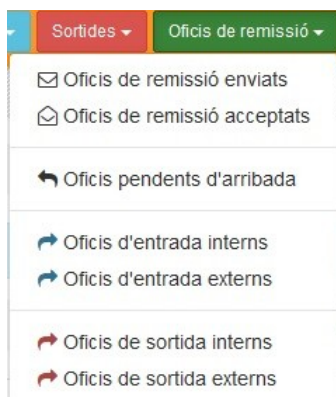 Sortides Oficis de remissió
Oficis de remissió enviats
Oficis de remissió acceptats
Oficis pendents d'arribada
Oficis d'entrada interns
Oficis d'entrada externs
Oficis de sortida interns
Oficis de sortida externs